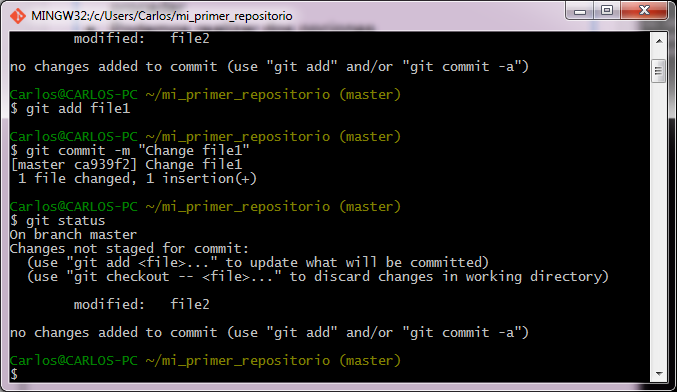 MINGW32:/c/Users/Carlos/mi_primer_repositorio
modified: file2
no changes added to commit (use "git add" and/or "git commit -a")
Carlos@CARLOS-PC ~/mi_primer_repositorio (master)
$ git add file1
Carlos@CARLOS-PC ~/mi_primer_repositorio (master)
$ git commit -m "Change file1"
[master ca939f2] Change file1
1 file changed, 1 insertion(+)
Carlos@CARLOS-PC ~/mi_primer_repositorio (master)
$ git status
On branch master
Changes not staged for commit:
(use "git add <file>..." to update what will be committed)
(use "git checkout -- <file>..." to discard changes in working directory)
modified: file2
no changes added to commit (use "git add" and/or "git commit -a")
Carlos@CARLOS-PC ~/mi_primer_repositorio (master)
$